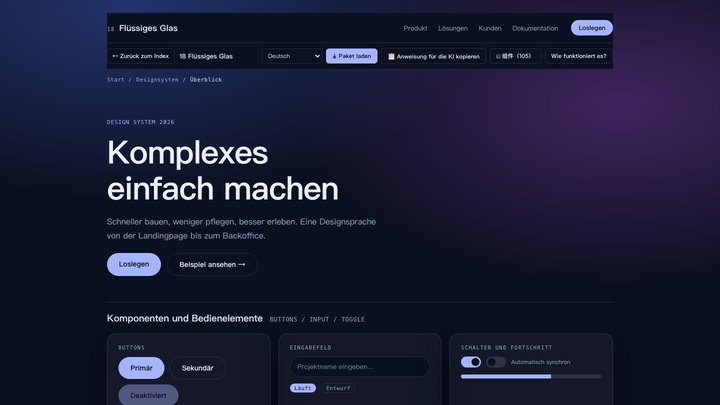 18 Flüssiges Glas
Produkt Lösungen Kunden Dokumentation Loslegen
← Zurück zum Index 18 Flüssiges Glas Deutsch ⤓ Paket laden 📋 Anweisung für die KI kopieren ⧉ 组件 (105) Wie funktioniert es?
Start / Designsystem / Überblick
DESIGN SYSTEM 2026
Komplexes
einfach machen
Schneller bauen, weniger pflegen, besser erleben. Eine Designsprache
von der Landingpage bis zum Backoffice.
Loslegen Beispiel ansehen →
Komponenten und Bedienelemente BUTTONS / INPUT / TOGGLE
BUTTONS
Primär Sekundär
Deaktiviert
EINGABEFELD
Projektname eingeben…
Läuft Entwurf
SCHALTER UND FORTSCHRITT
Automatisch synchron